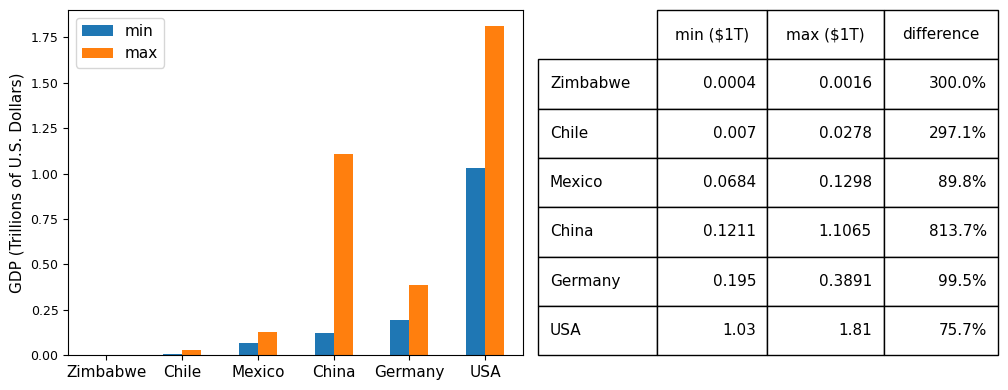 min
max
GDP (Trillions of U.S. Dollars)
1.75
1.50
1.25
1.00
0.75
0.50
0.25
0.00
Zimbabwe Chile Mexico China Germany USA
min ($1T) max ($1T) difference
Zimbabwe 0.0004 0.0016 300.0%
Chile 0.007 0.0278 297.1%
Mexico 0.0684 0.1298 89.8%
China 0.1211 1.1065 813.7%
Germany 0.195 0.3891 99.5%
USA 1.03 1.81 75.7%